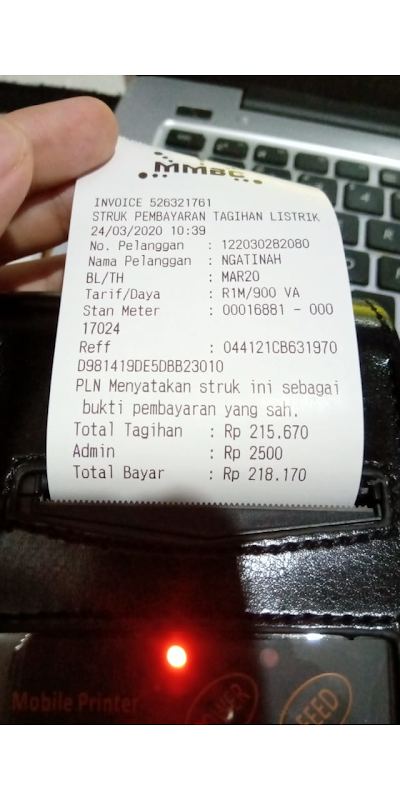 MMBC
INVOICE 526321761
STRUK PEMBAYARAN TAGIHAN LISTRIK
24/03/2020 10:39
No. Pelanggan : 122030282080
Nama Pelanggan : NGATINAH
BL/TH : MAR20
Tarif/Daya : R1M/900 VA
Stan Meter : 00016881 - 000
17024
Reff : 044121CB631970
D981419DE5DBB23010
PLN Menyatakan struk ini sebagai
bukti pembayaran yang sah.
Total Tagihan : Rp 215.670
Admin : Rp 2500
Total Bayar : Rp 218.170
Mobile Printer
POWER
FEED